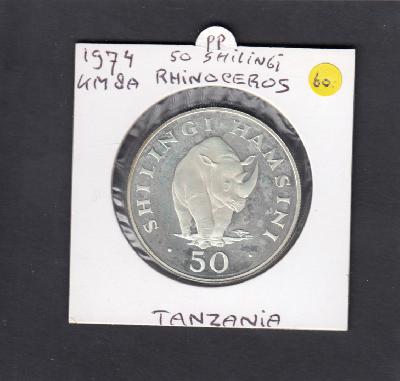 PP
1974 50 SHILINGI
KM 8A RHINOCEROS
60.
SHILINGI HAMSINI
50
TANZANIA